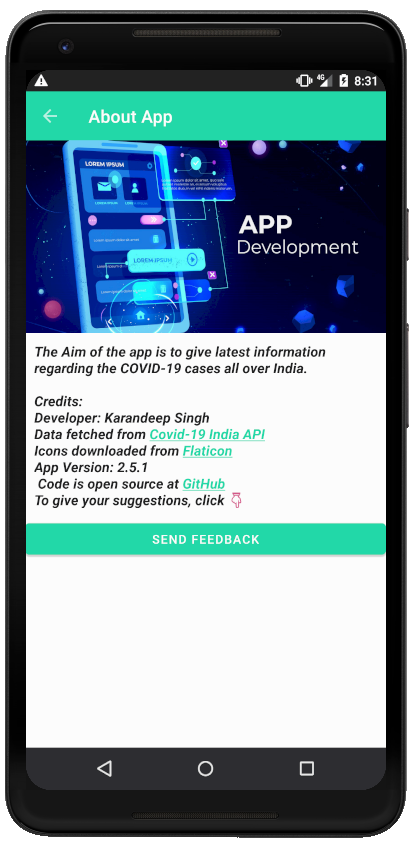 4G 8:31
About App
LOREM IPSUM
LOREM IPSUM
APP
Development
The Aim of the app is to give latest information
regarding the COVID-19 cases all over India.
Credits:
Developer: Karandeep Singh
Data fetched from Covid-19 India API
Icons downloaded from Flaticon
App Version: 2.5.1
Code is open source at GitHub
To give your suggestions, click
SEND FEEDBACK